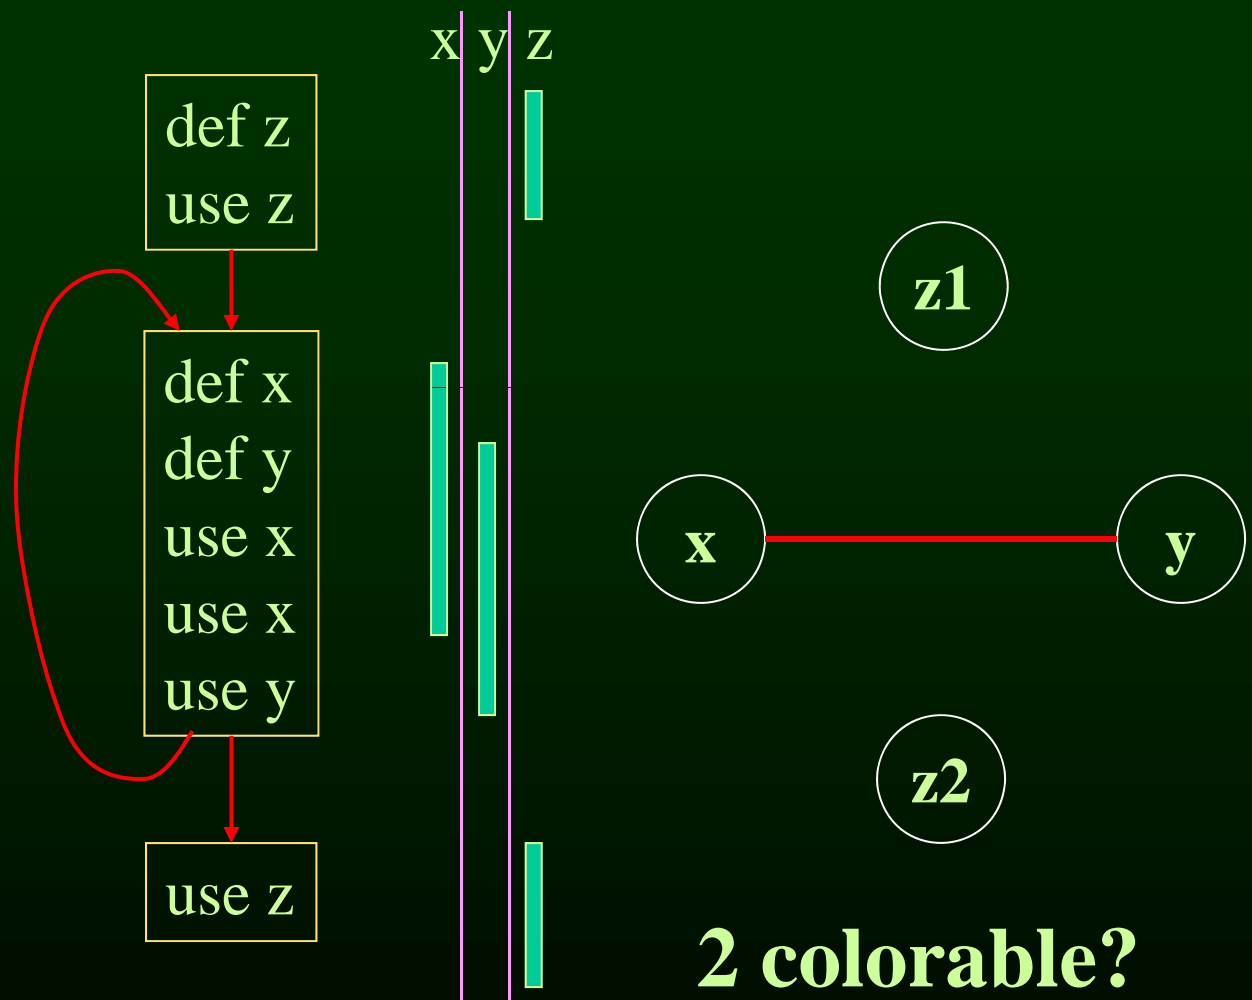 x y z
def z
use z
def x
def y
use x
use x
use y
use z
z1
x
y
z2
2 colorable?